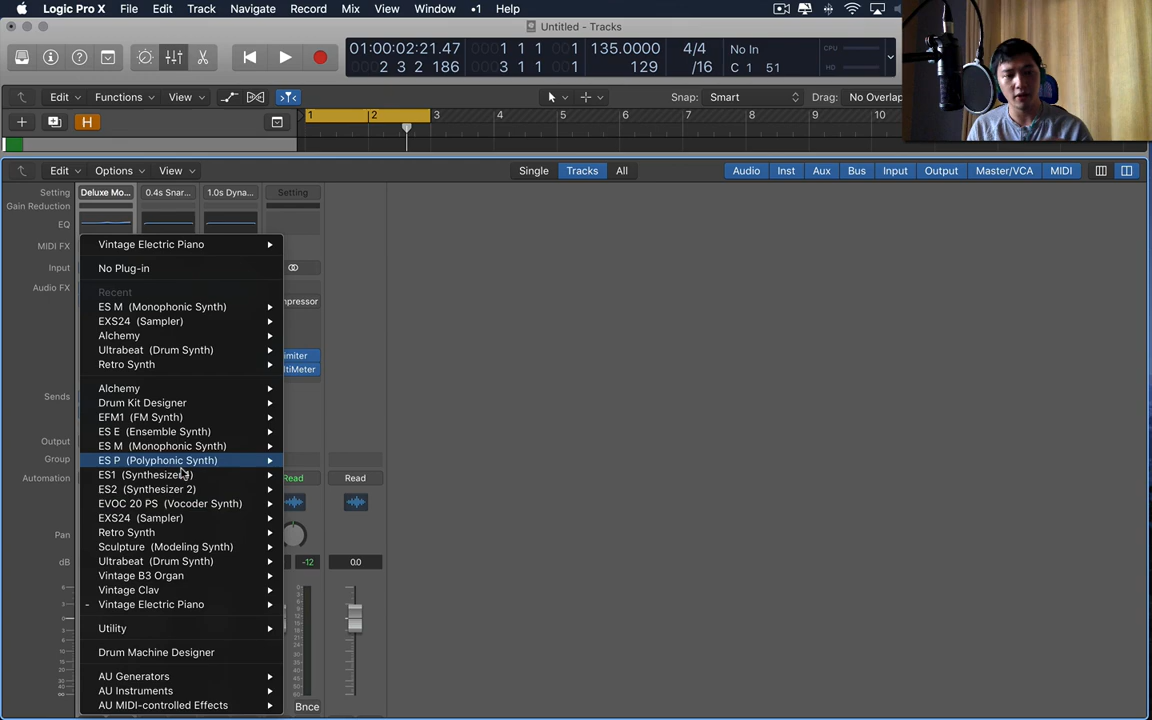 Logic Pro X File Edit Track Navigate Record Mix View Window 1 Help
Untitled - Tracks
01:00:02:21.47 1 1 1 1 135.0000 4/4 No In CPU
2 3 2 186 3 1 1 1 129 /16 C 1 51 HD
Edit Functions View Snap: Smart Drag: No Overlap
H 1 2 3 4 5 6 7 8 9 10
Edit Options View Single Tracks All Audio Inst Aux Bus Input Output Master/VCA MIDI
Setting Deluxe Mo... 0.4s Snar... 1.0s Dyna... Setting
Gain Reduction
EQ
MIDI FX
Input
Audio FX
Sends
Output
Group
Automation
Pan
dB
Vintage Electric Piano
No Plug-in
Recent
ES M (Monophonic Synth)
EXS24 (Sampler)
Alchemy
Ultrabeat (Drum Synth)
Retro Synth
Alchemy
Drum Kit Designer
EFM1 (FM Synth)
ES E (Ensemble Synth)
ES M (Monophonic Synth)
ES P (Polyphonic Synth)
ES1 (Synthesizer 1)
ES2 (Synthesizer 2)
EVOC 20 PS (Vocoder Synth)
EXS24 (Sampler)
Retro Synth
Sculpture (Modeling Synth)
Ultrabeat (Drum Synth)
Vintage B3 Organ
Vintage Clav
- Vintage Electric Piano
Utility
Drum Machine Designer
AU Generators
AU Instruments
AU MIDI-controlled Effects
npressor
imiter
ltiMeter
Read Read
-12 0.0
Bnce